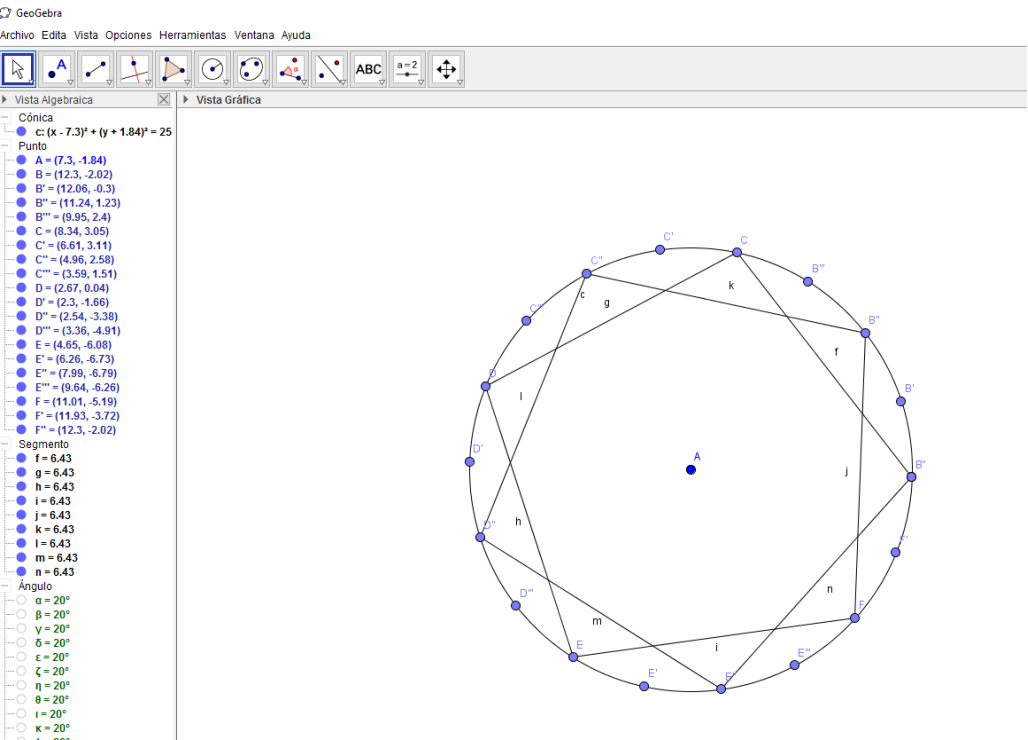 GeoGebra
Archivo Edita Vista Opciones Herramientas Ventana Ayuda
A
α
ABC
a = 2
Vista Algebraica
Vista Gráfica
Cónica
c: (x - 7.3)² + (y + 1.84)² = 25
Punto
A = (7.3, -1.84)
B = (12.3, -2.02)
B' = (12.06, -0.3)
B'' = (11.24, 1.23)
B''' = (9.95, 2.4)
C = (8.34, 3.05)
C' = (6.61, 3.11)
C'' = (4.96, 2.58)
C''' = (3.59, 1.51)
D = (2.67, 0.04)
D' = (2.3, -1.66)
D'' = (2.54, -3.38)
D''' = (3.36, -4.91)
E = (4.65, -6.08)
E' = (6.26, -6.73)
E'' = (7.99, -6.79)
E''' = (9.64, -6.26)
F = (11.01, -5.19)
F' = (11.93, -3.72)
F'' = (12.3, -2.02)
Segmento
f = 6.43
g = 6.43
h = 6.43
i = 6.43
j = 6.43
k = 6.43
l = 6.43
m = 6.43
n = 6.43
Ángulo
α = 20°
β = 20°
γ = 20°
δ = 20°
ε = 20°
ζ = 20°
η = 20°
θ = 20°
ι = 20°
κ = 20°
C'
C
C''
B'''
k
c
g
C'''
B''
f
D
B'
l
D'
A
j
h
D''
F'
n
D'''
F
m
E
i
E'''
E'